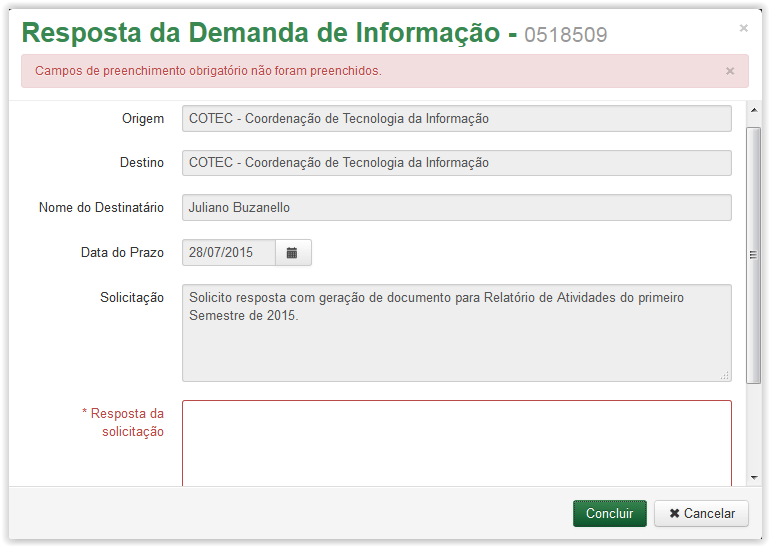 Resposta da Demanda de Informação - 0518509
×
Campos de preenchimento obrigatório não foram preenchidos.
×
Origem
COTEC - Coordenação de Tecnologia da Informação
Destino
COTEC - Coordenação de Tecnologia da Informação
Nome do Destinatário
Juliano Buzanello
Data do Prazo
28/07/2015
Solicitação
Solicito resposta com geração de documento para Relatório de Atividades do primeiro
Semestre de 2015.
* Resposta da
solicitação
Concluir
✖ Cancelar